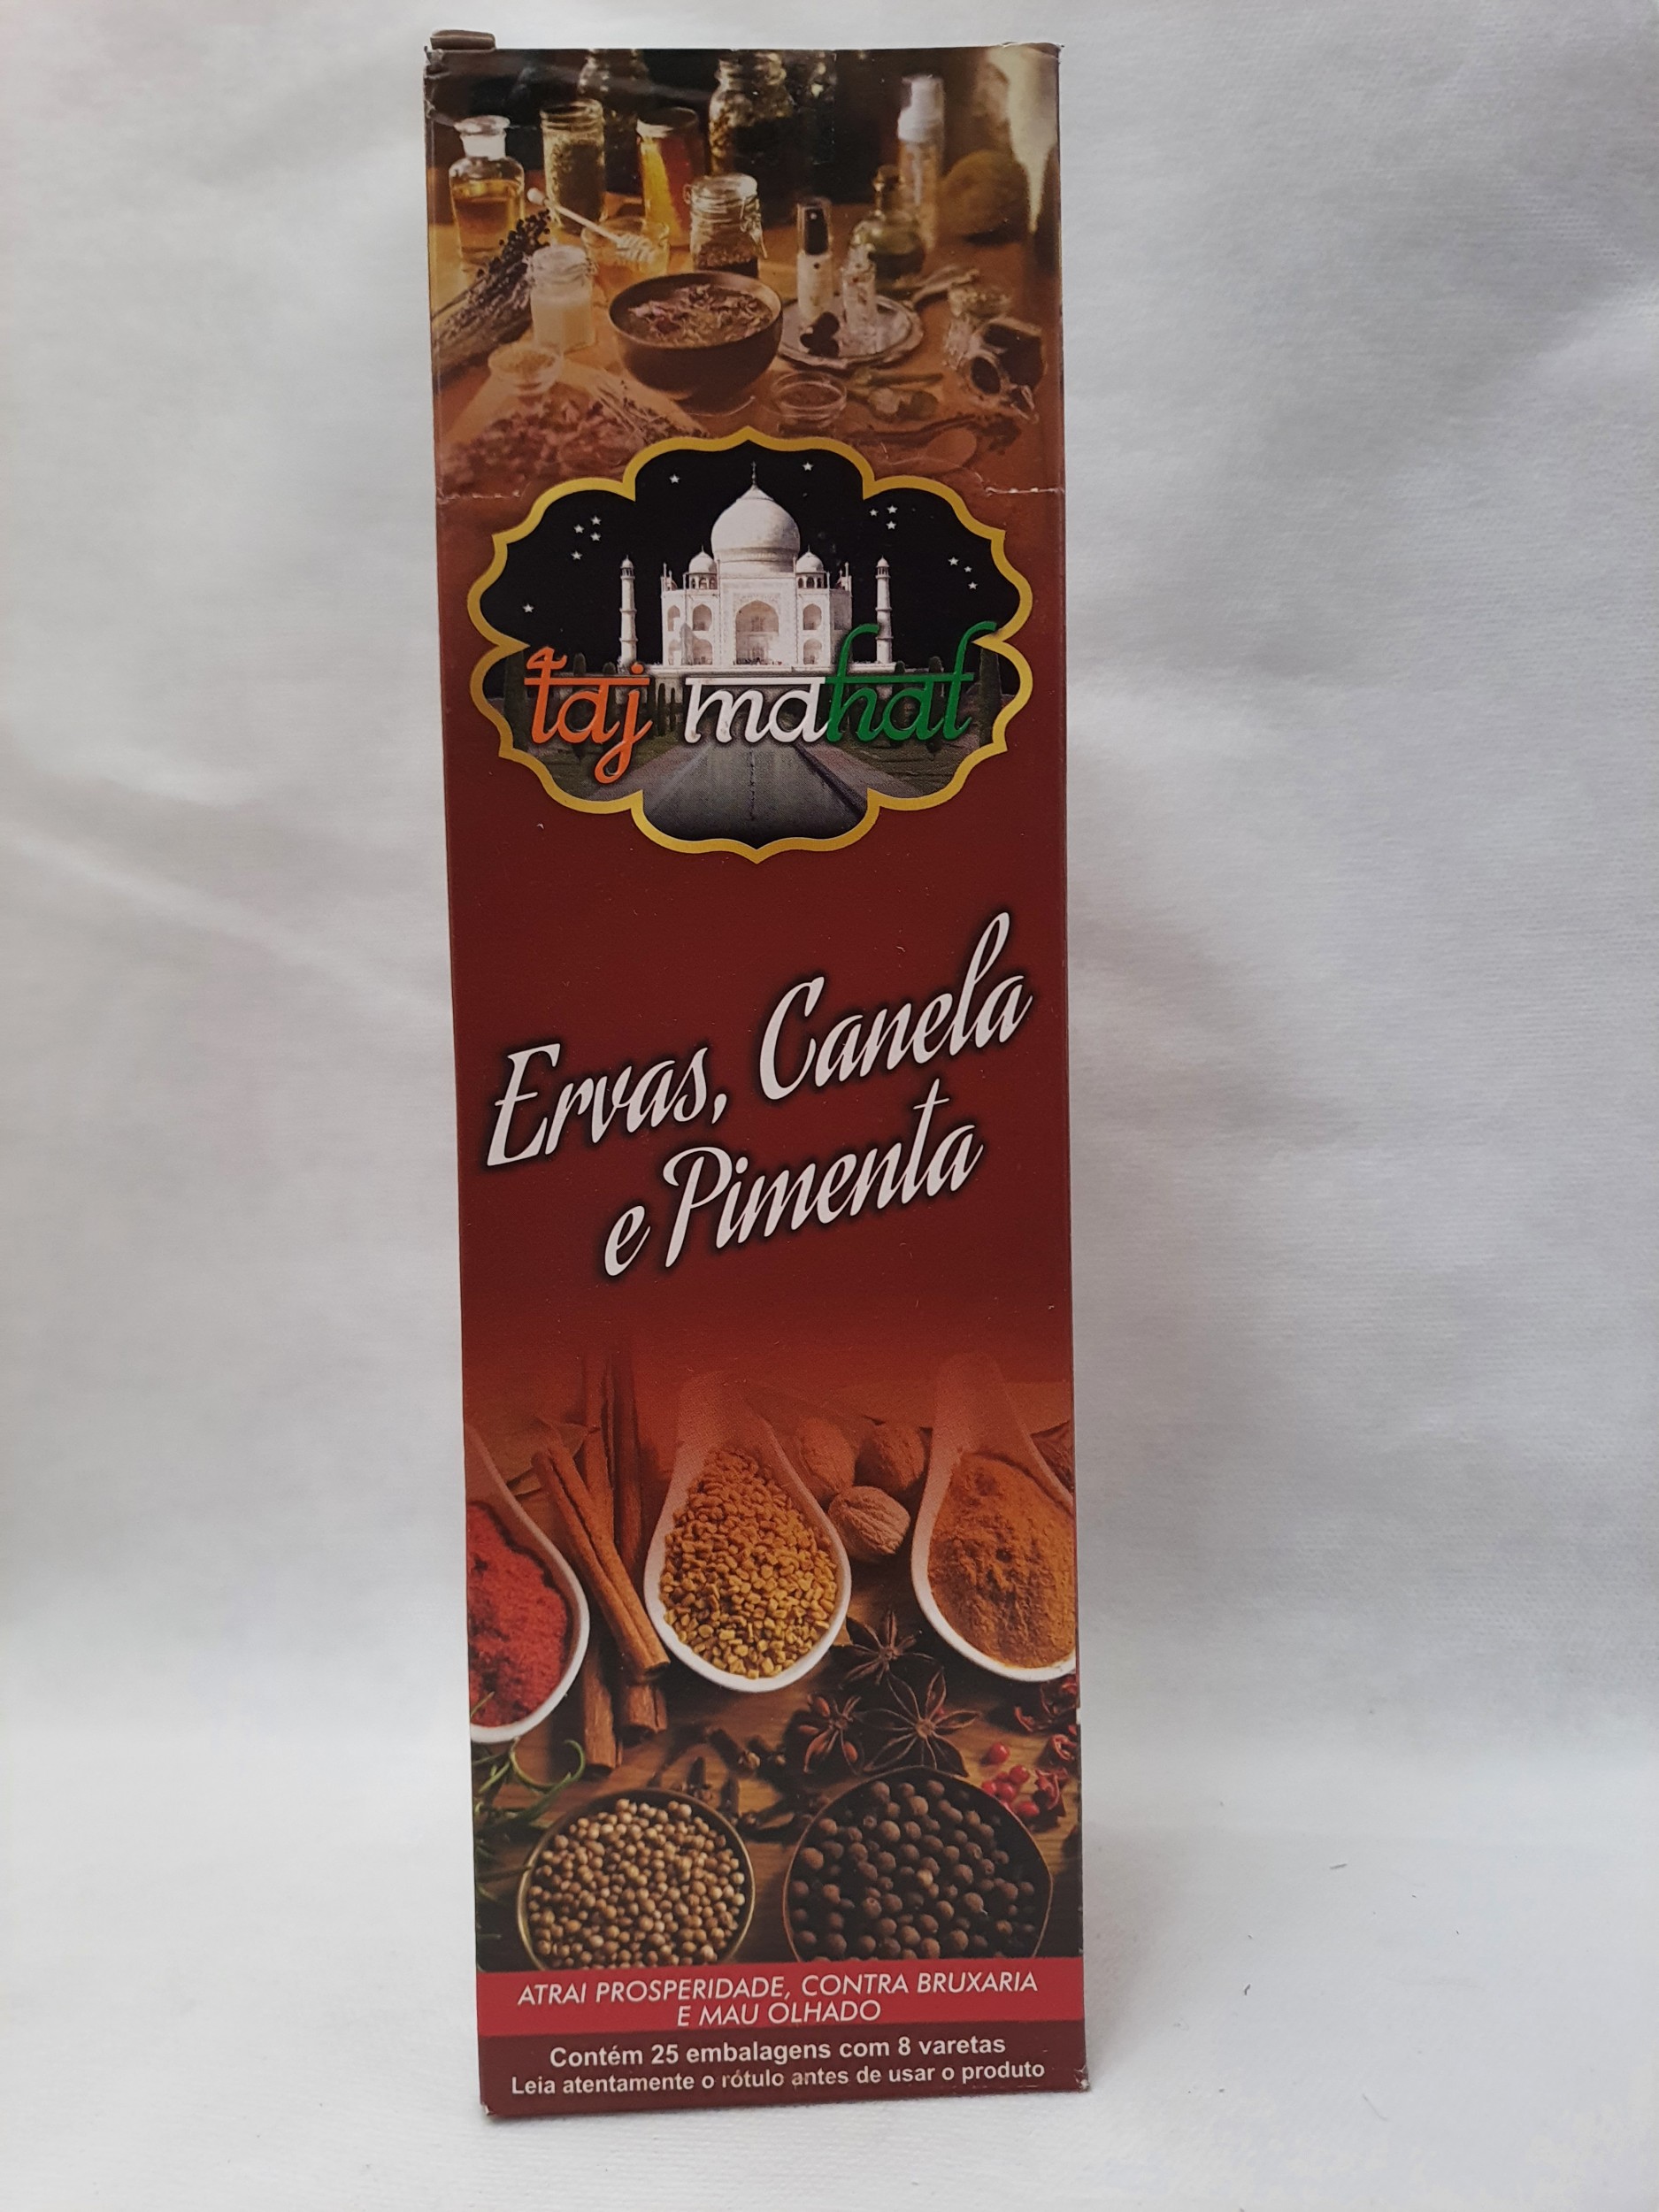 taj mahal
Ervas, Canela
e Pimenta
ATRAI PROSPERIDADE, CONTRA BRUXARIA
E MAU OLHADO
Contém 25 embalagens com 8 varetas
Leia atentamente o rótulo antes de usar o produto